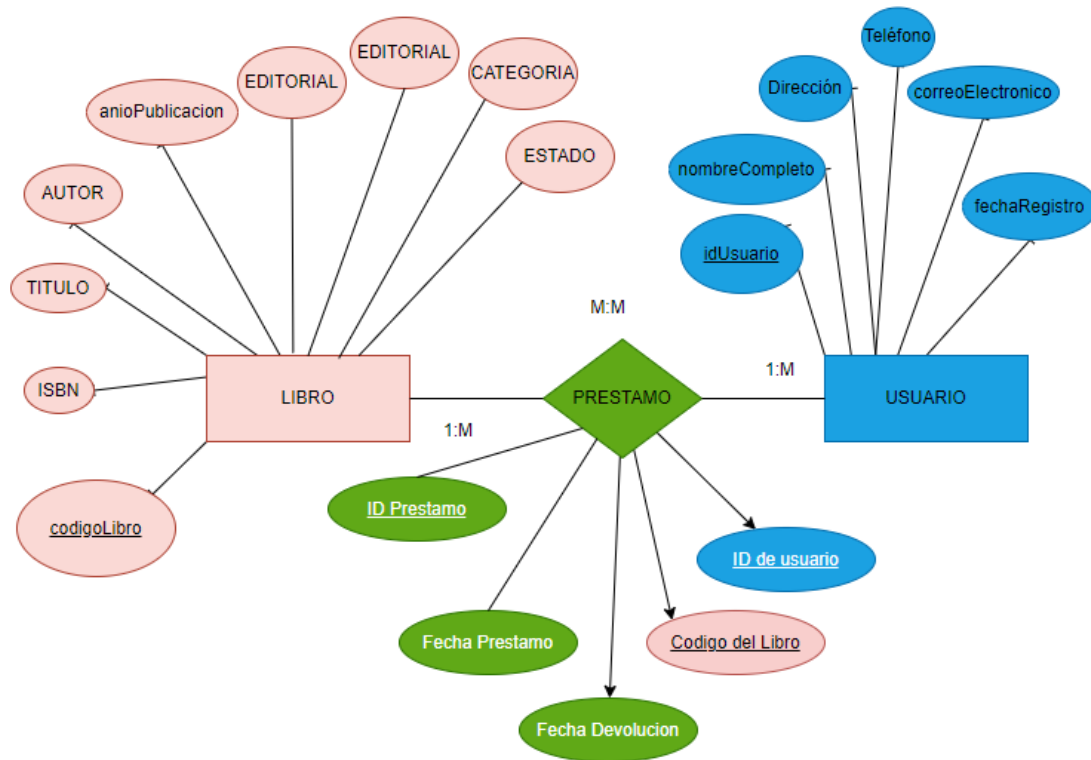 Teléfono
EDITORIAL
EDITORIAL
CATEGORIA
Dirección
correoElectronico
anioPublicacion
ESTADO
nombreCompleto
AUTOR
fechaRegistro
idUsuario
TITULO
M:M
1:M
ISBN
LIBRO
PRESTAMO
USUARIO
1:M
ID Prestamo
codigoLibro
ID de usuario
Fecha Prestamo
Codigo del Libro
Fecha Devolucion